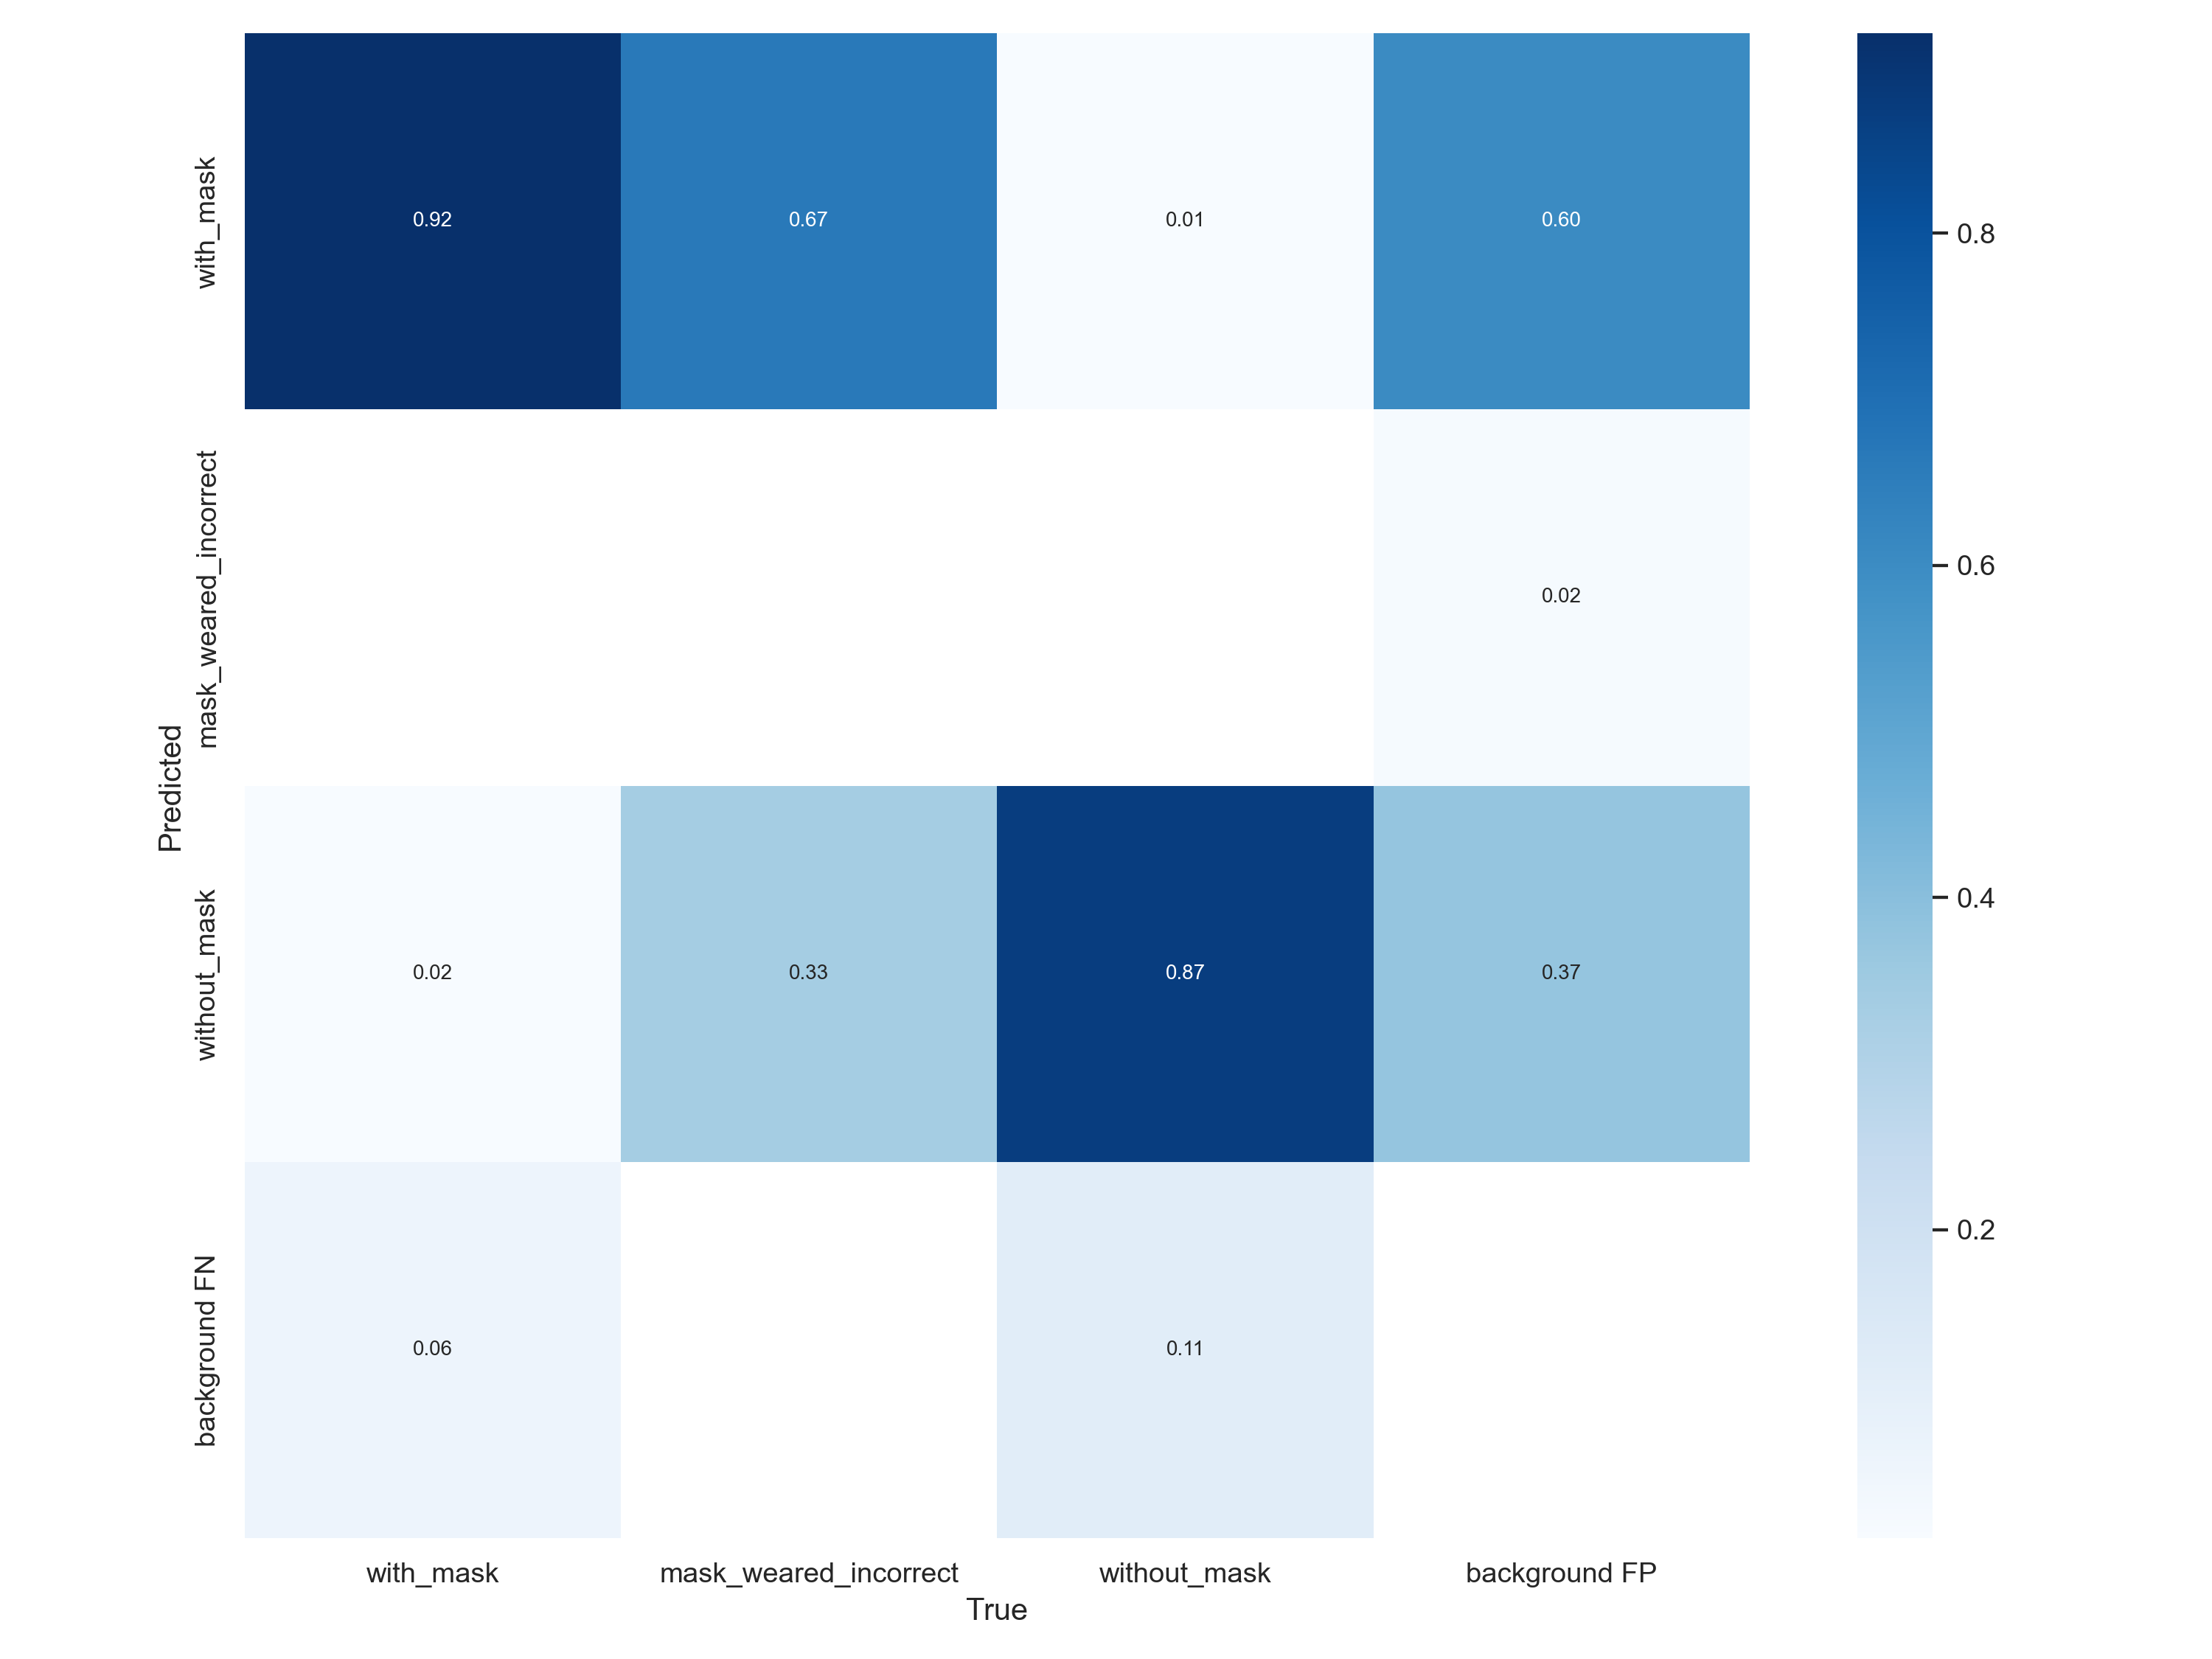 with_mask
0.92
0.67
0.01
0.60
0.8
mask_weared_incorrect
0.02
0.6
Predicted
without_mask
0.02
0.33
0.87
0.37
0.4
background FN
0.06
0.11
0.2
with_mask
mask_weared_incorrect
without_mask
background FP
True